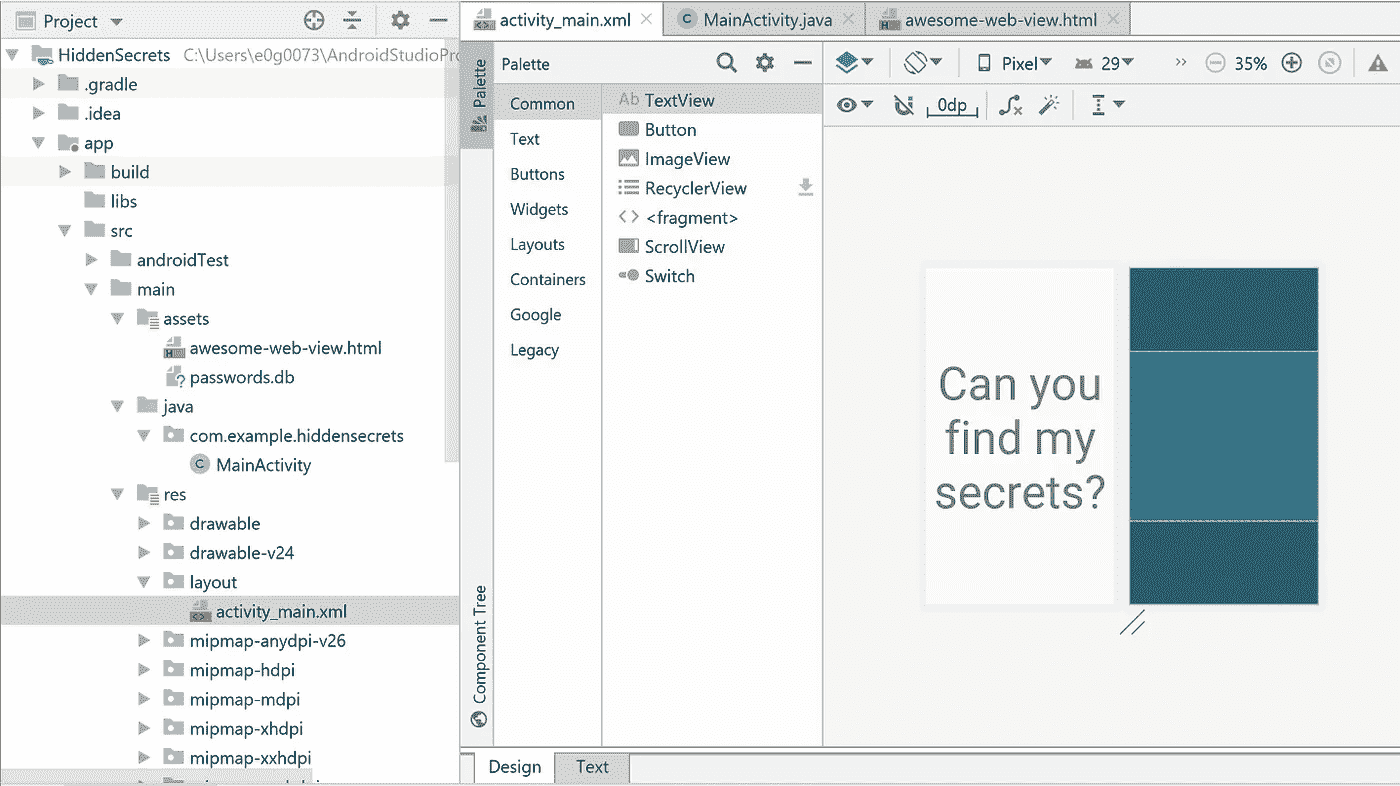 Project
HiddenSecrets C:\Users\e0g0073\AndroidStudioPro
.gradle
.idea
app
build
libs
src
androidTest
main
assets
awesome-web-view.html
passwords.db
java
com.example.hiddensecrets
MainActivity
res
drawable
drawable-v24
layout
activity_main.xml
mipmap-anydpi-v26
mipmap-hdpi
mipmap-mdpi
mipmap-xhdpi
mipmap-xxhdpi
activity_main.xml MainActivity.java awesome-web-view.html
Palette
Component Tree
Palette
Common
Text
Buttons
Widgets
Layouts
Containers
Google
Legacy
Ab TextView
Button
ImageView
RecyclerView
<fragment>
ScrollView
Switch
Pixel 29 35%
0dp
Can you
find my
secrets?
Design Text